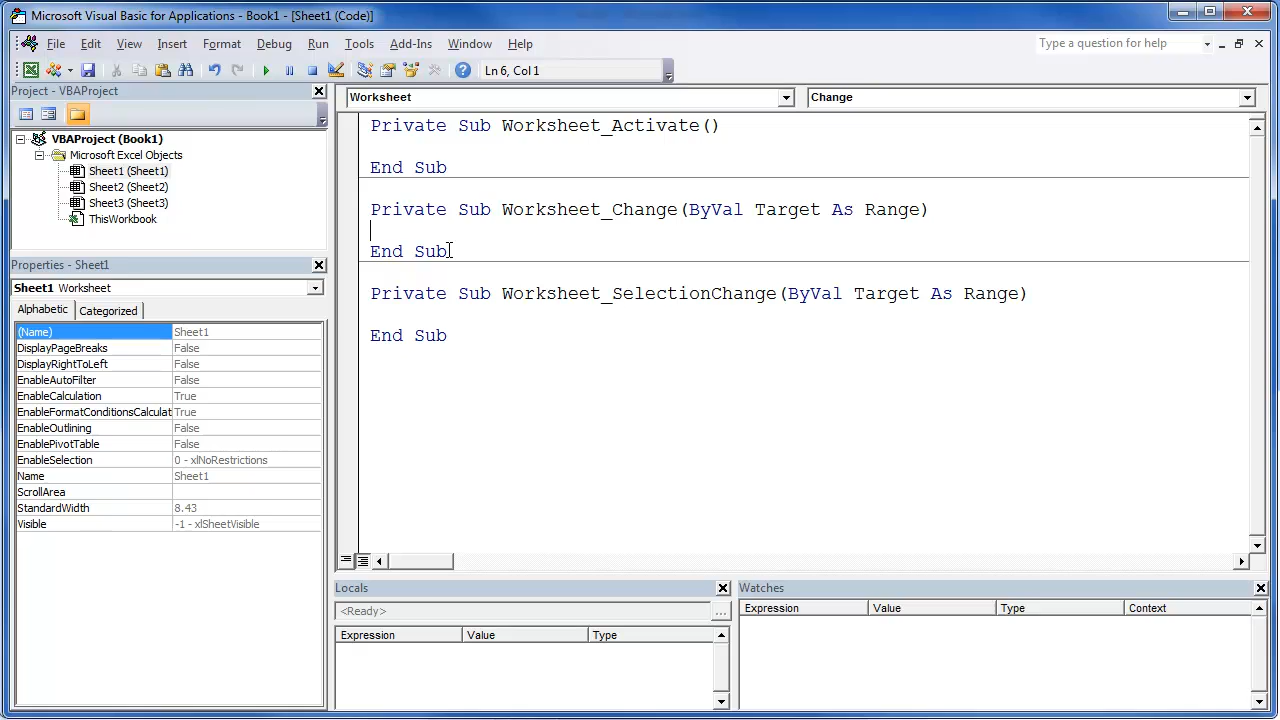 Microsoft Visual Basic for Applications - Book1 - [Sheet1 (Code)]
File Edit View Insert Format Debug Run Tools Add-Ins Window Help
Type a question for help
Ln 6, Col 1
Project - VBAProject
VBAProject (Book1)
Microsoft Excel Objects
Sheet1 (Sheet1)
Sheet2 (Sheet2)
Sheet3 (Sheet3)
ThisWorkbook
Properties - Sheet1
Sheet1 Worksheet
Alphabetic Categorized
(Name) Sheet1
DisplayPageBreaks False
DisplayRightToLeft False
EnableAutoFilter False
EnableCalculation True
EnableFormatConditionsCalculat True
EnableOutlining False
EnablePivotTable False
EnableSelection 0 - xlNoRestrictions
Name Sheet1
ScrollArea
StandardWidth 8.43
Visible -1 - xlSheetVisible
Worksheet Change
Private Sub Worksheet_Activate()
End Sub
Private Sub Worksheet_Change(ByVal Target As Range)
End Sub
Private Sub Worksheet_SelectionChange(ByVal Target As Range)
End Sub
Locals
<Ready>
...
Expression Value Type
Watches
Expression Value Type Context